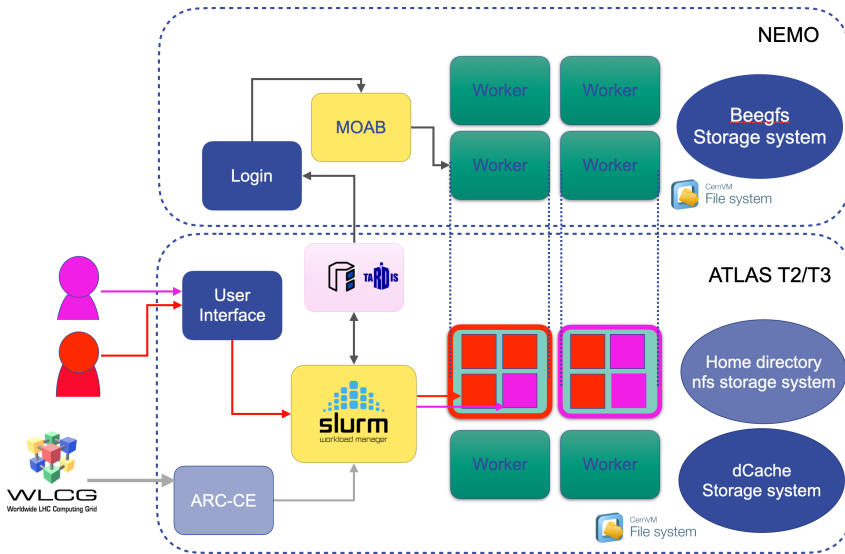 NEMO
Worker
Worker
Beegfs
Storage system
MOAB
Login
Worker
Worker
CernVM
File system
TARDIS
ATLAS T2/T3
User
Interface
Home directory
nfs storage system
slurm
workload manager
WLCG
Worldwide LHC Computing Grid
ARC-CE
Worker
Worker
dCache
Storage system
CernVM
File system